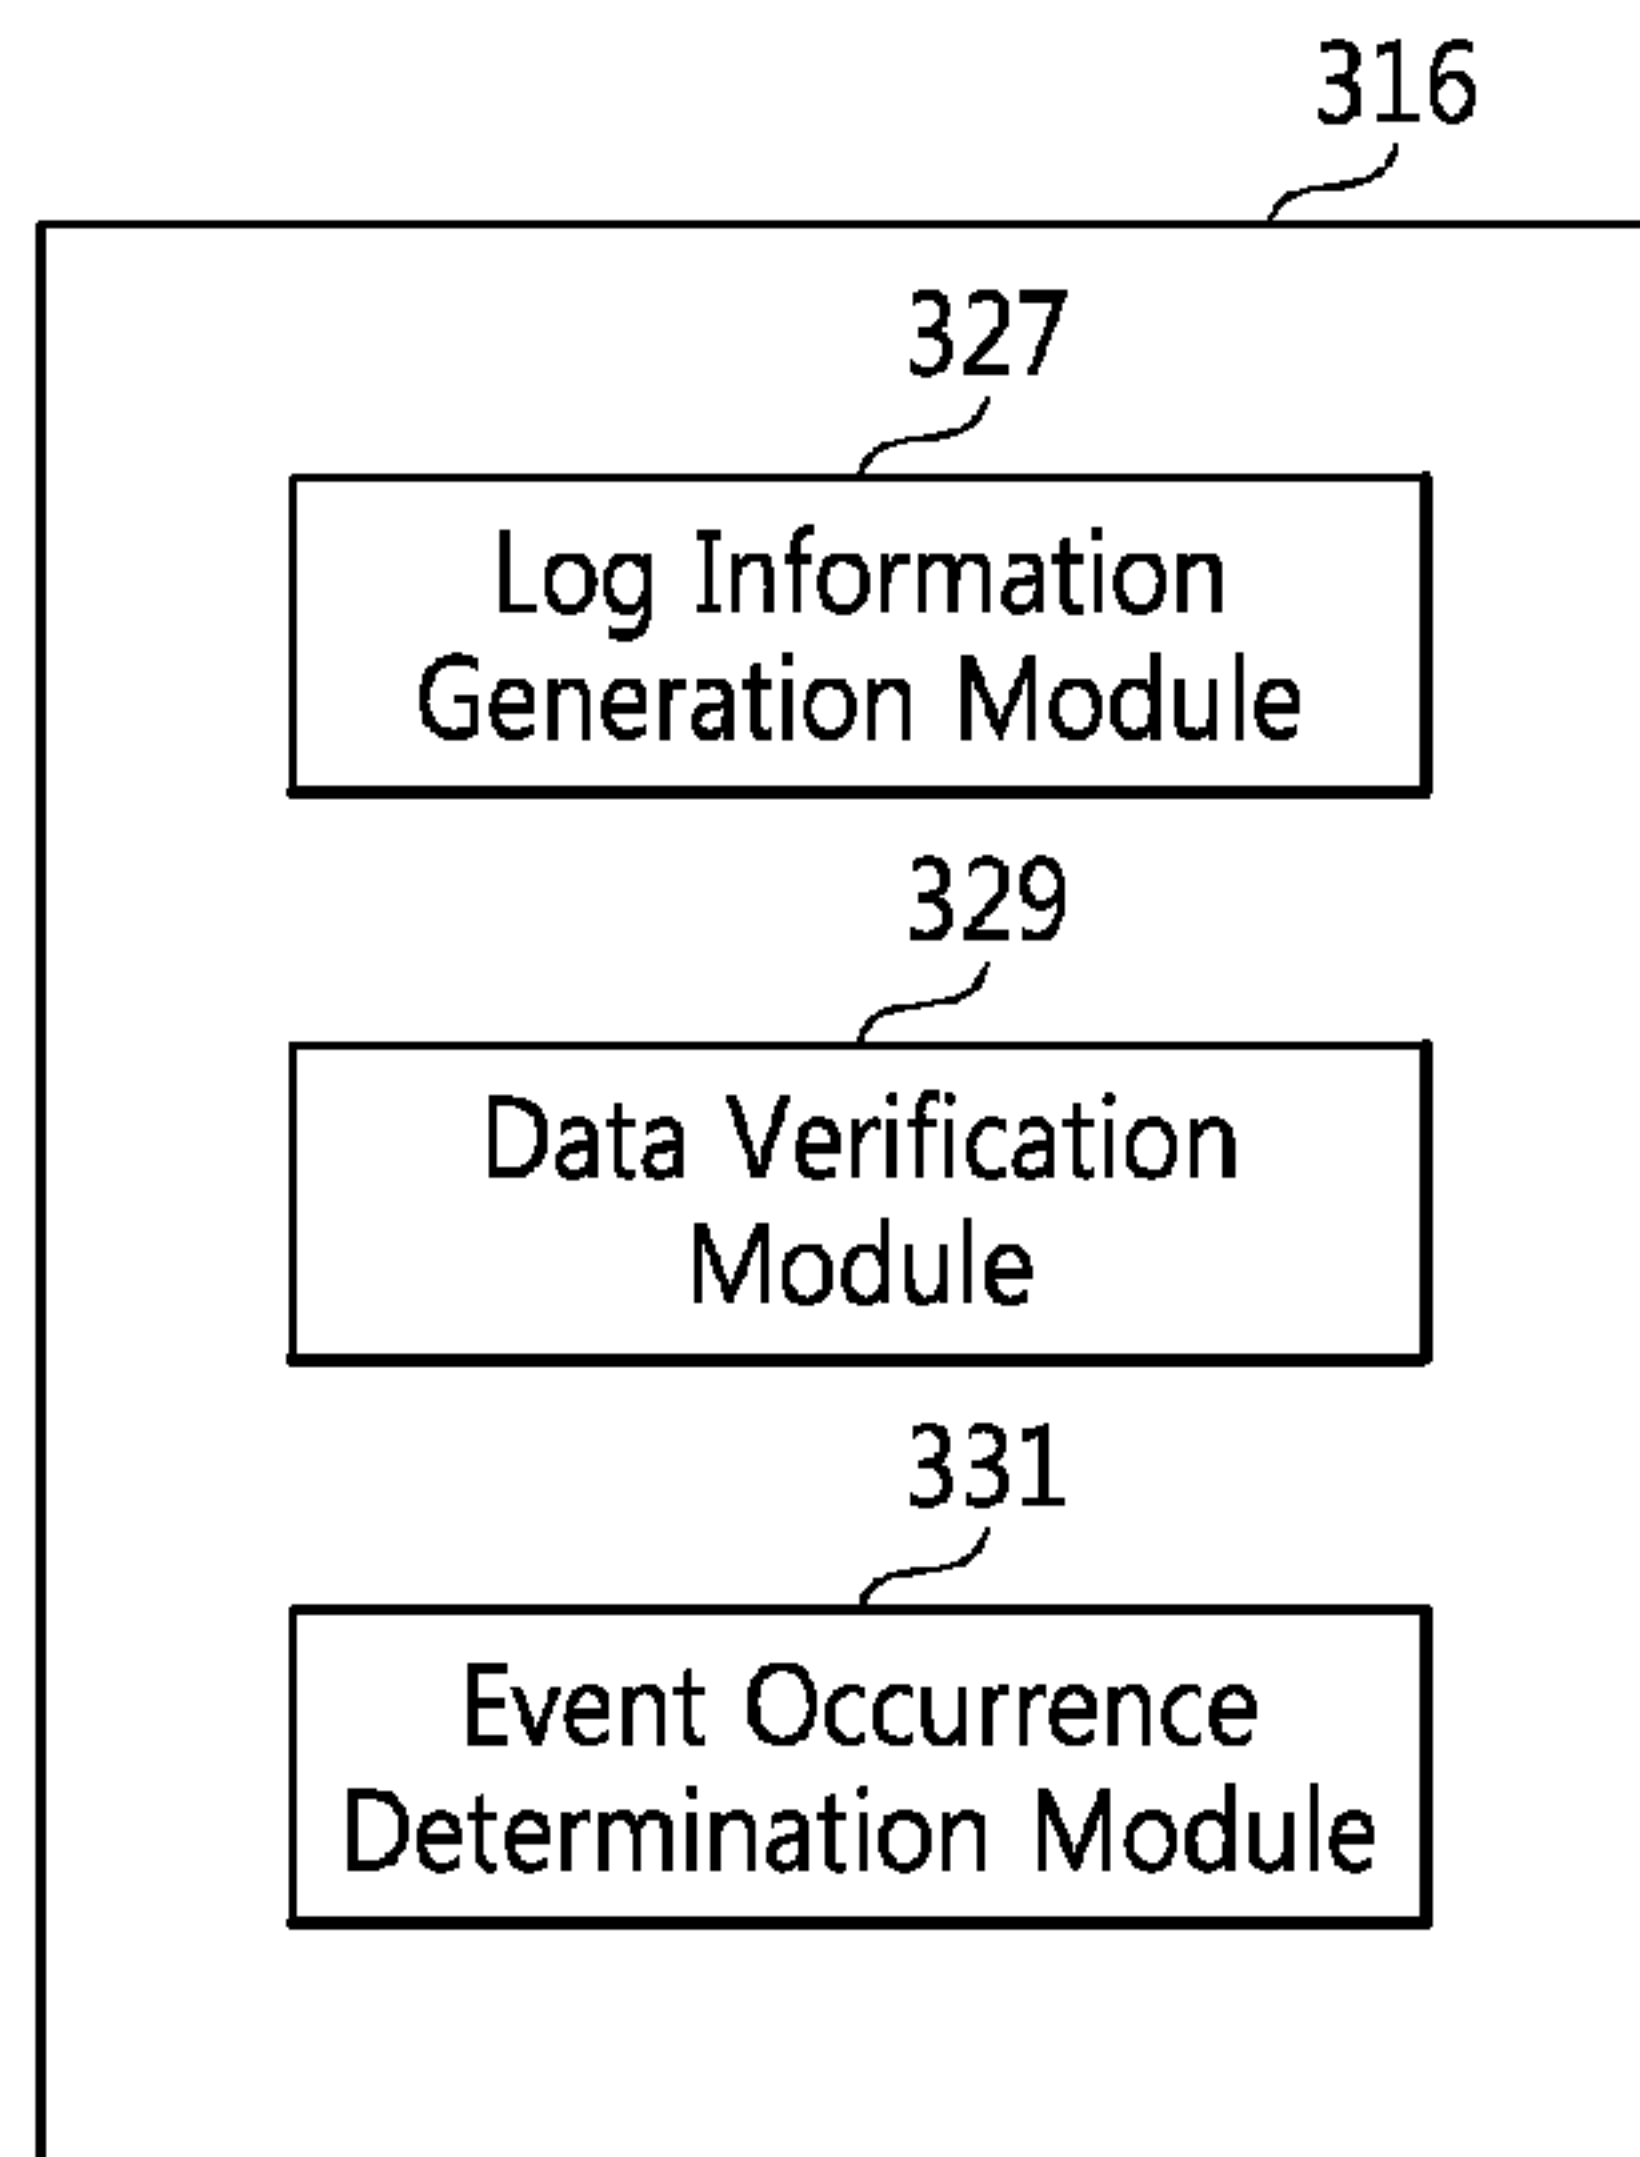 316
327
Log Information
Generation Module
329
Data Verification
Module
331
Event Occurrence
Determination Module